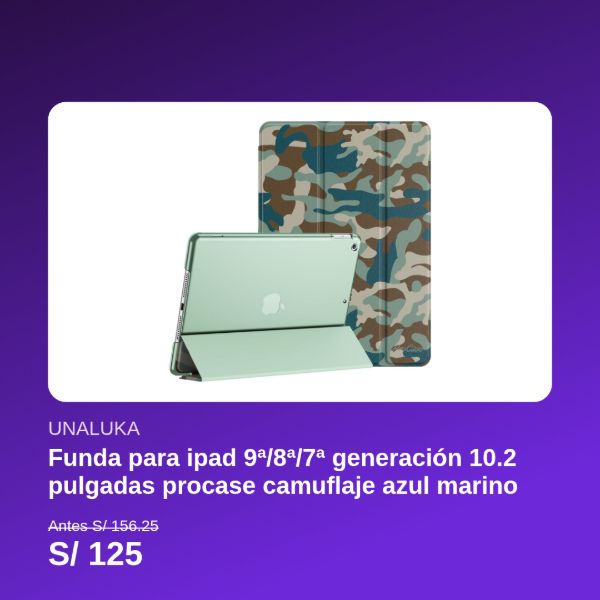 UNALUKA
Funda para ipad 9ª/8ª/7ª generación 10.2
pulgadas procase camuflaje azul marino
Antes S/ 156.25
S/ 125